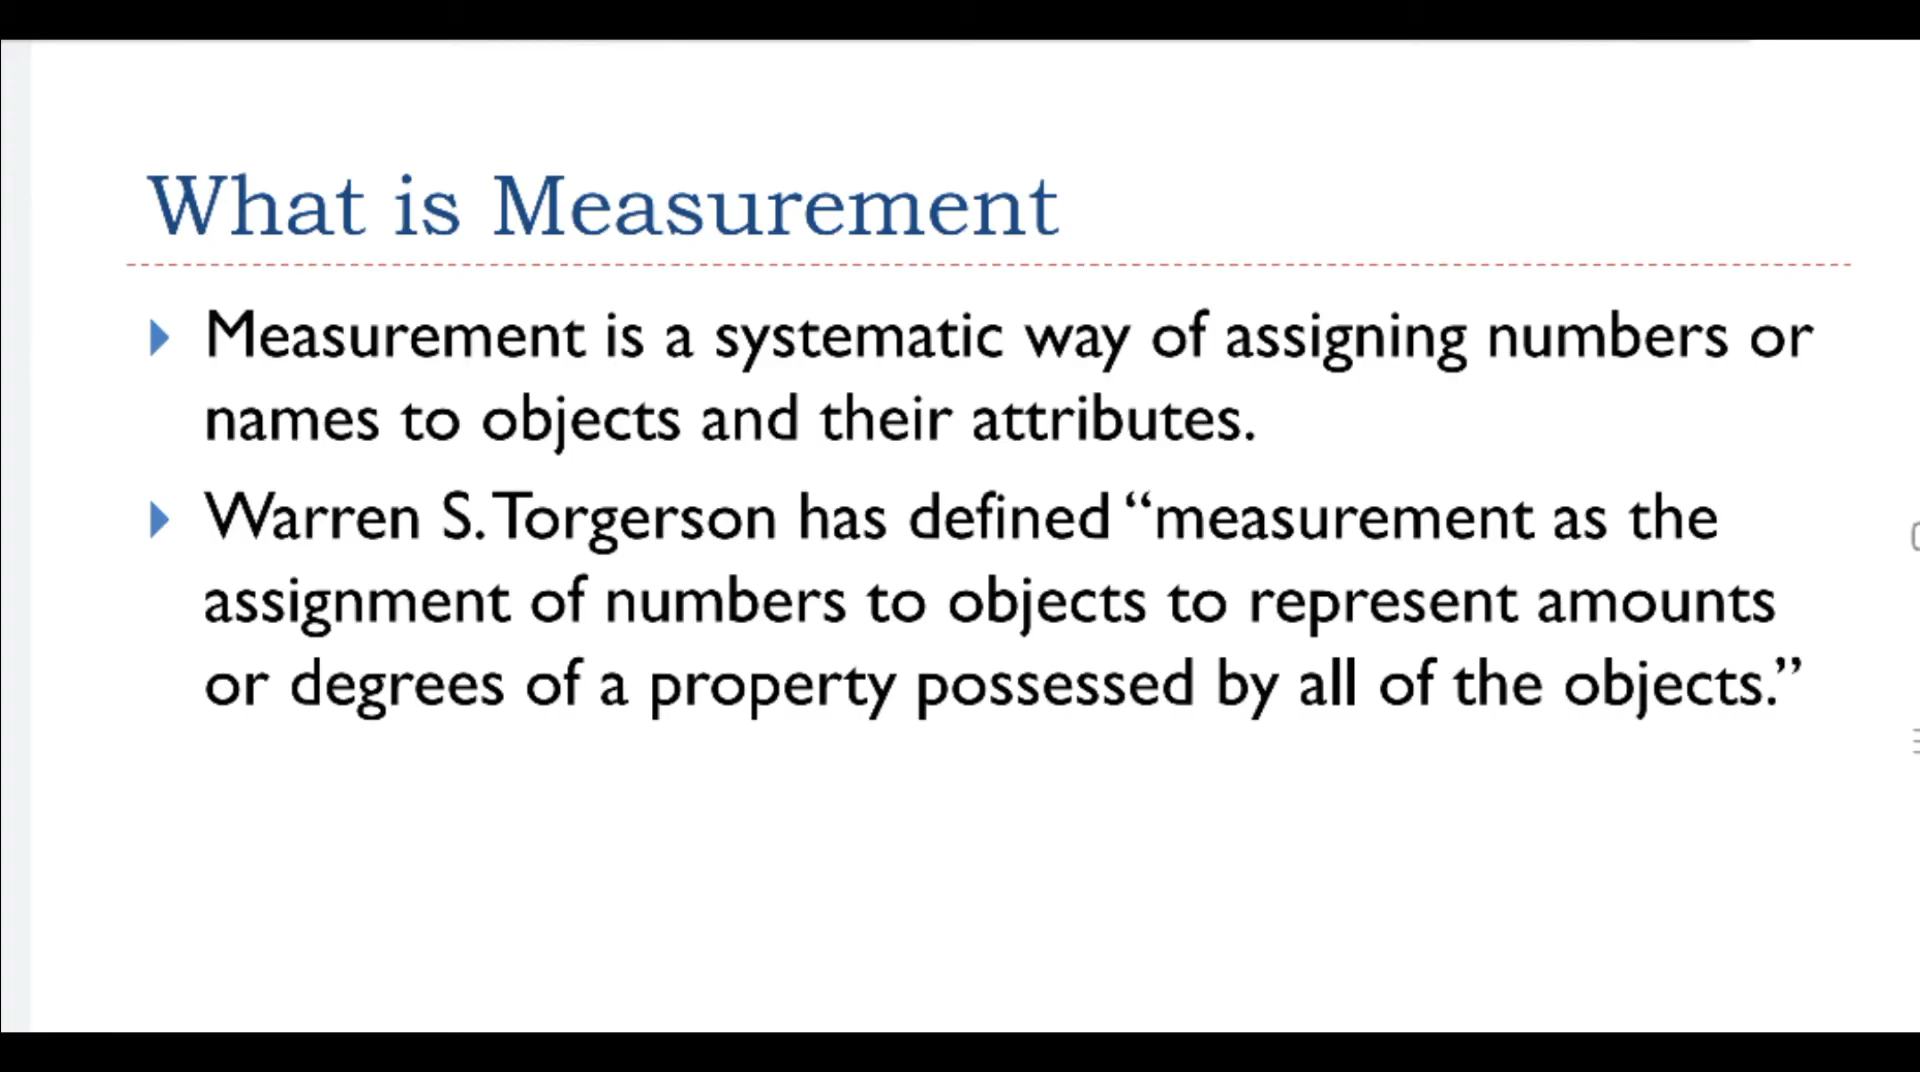 What is Measurement
Measurement is a systematic way of assigning numbers or
names to objects and their attributes.
Warren S. Torgerson has defined “measurement as the
assignment of numbers to objects to represent amounts
or degrees of a property possessed by all of the objects.”